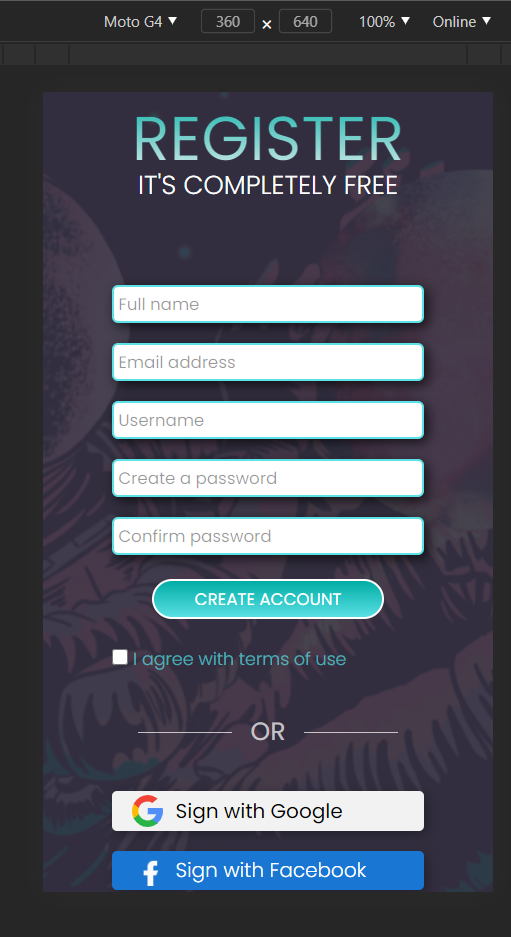 Moto G4 ▼ 360 × 640 100% ▼ Online ▼
REGISTER
IT'S COMPLETELY FREE
Full name
Email address
Username
Create a password
Confirm password
CREATE ACCOUNT
I agree with terms of use
OR
Sign with Google
Sign with Facebook